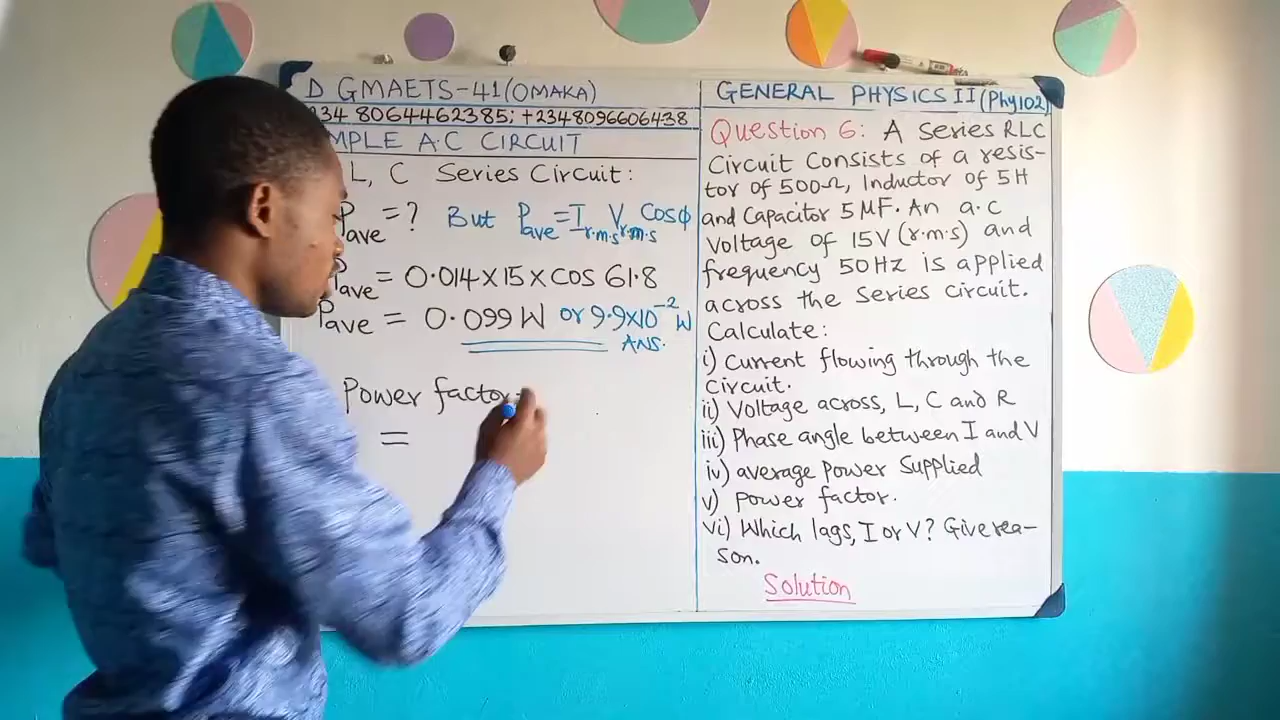 D GMAETS-41(OMAKA)
234 8064462385; +2348096606438
MPLE A.C CIRCUIT
L, C Series Circuit:
Pave = ? But Pave = Ir.m.s Vr.m.s Cosφ
Pave = 0.014 X 15 x cos 61.8
Pave = 0.099 W or 9.9x10⁻² W
ANS.
Power factor
=
GENERAL PHYSICS II (Phy102)
Question 6: A Series RLC
Circuit Consists of a resis-
tor of 500Ω, Inductor of 5H
and Capacitor 5 MF. An a.c
Voltage of 15V (r.m.s) and
frequency 50Hz is applied
across the Series circuit.
Calculate:
i) Current flowing through the
circuit.
ii) Voltage across, L, C and R
iii) Phase angle between I and V
iv) average power Supplied
v) Power factor.
vi) Which lags, I or V? Give rea-
son.
Solution